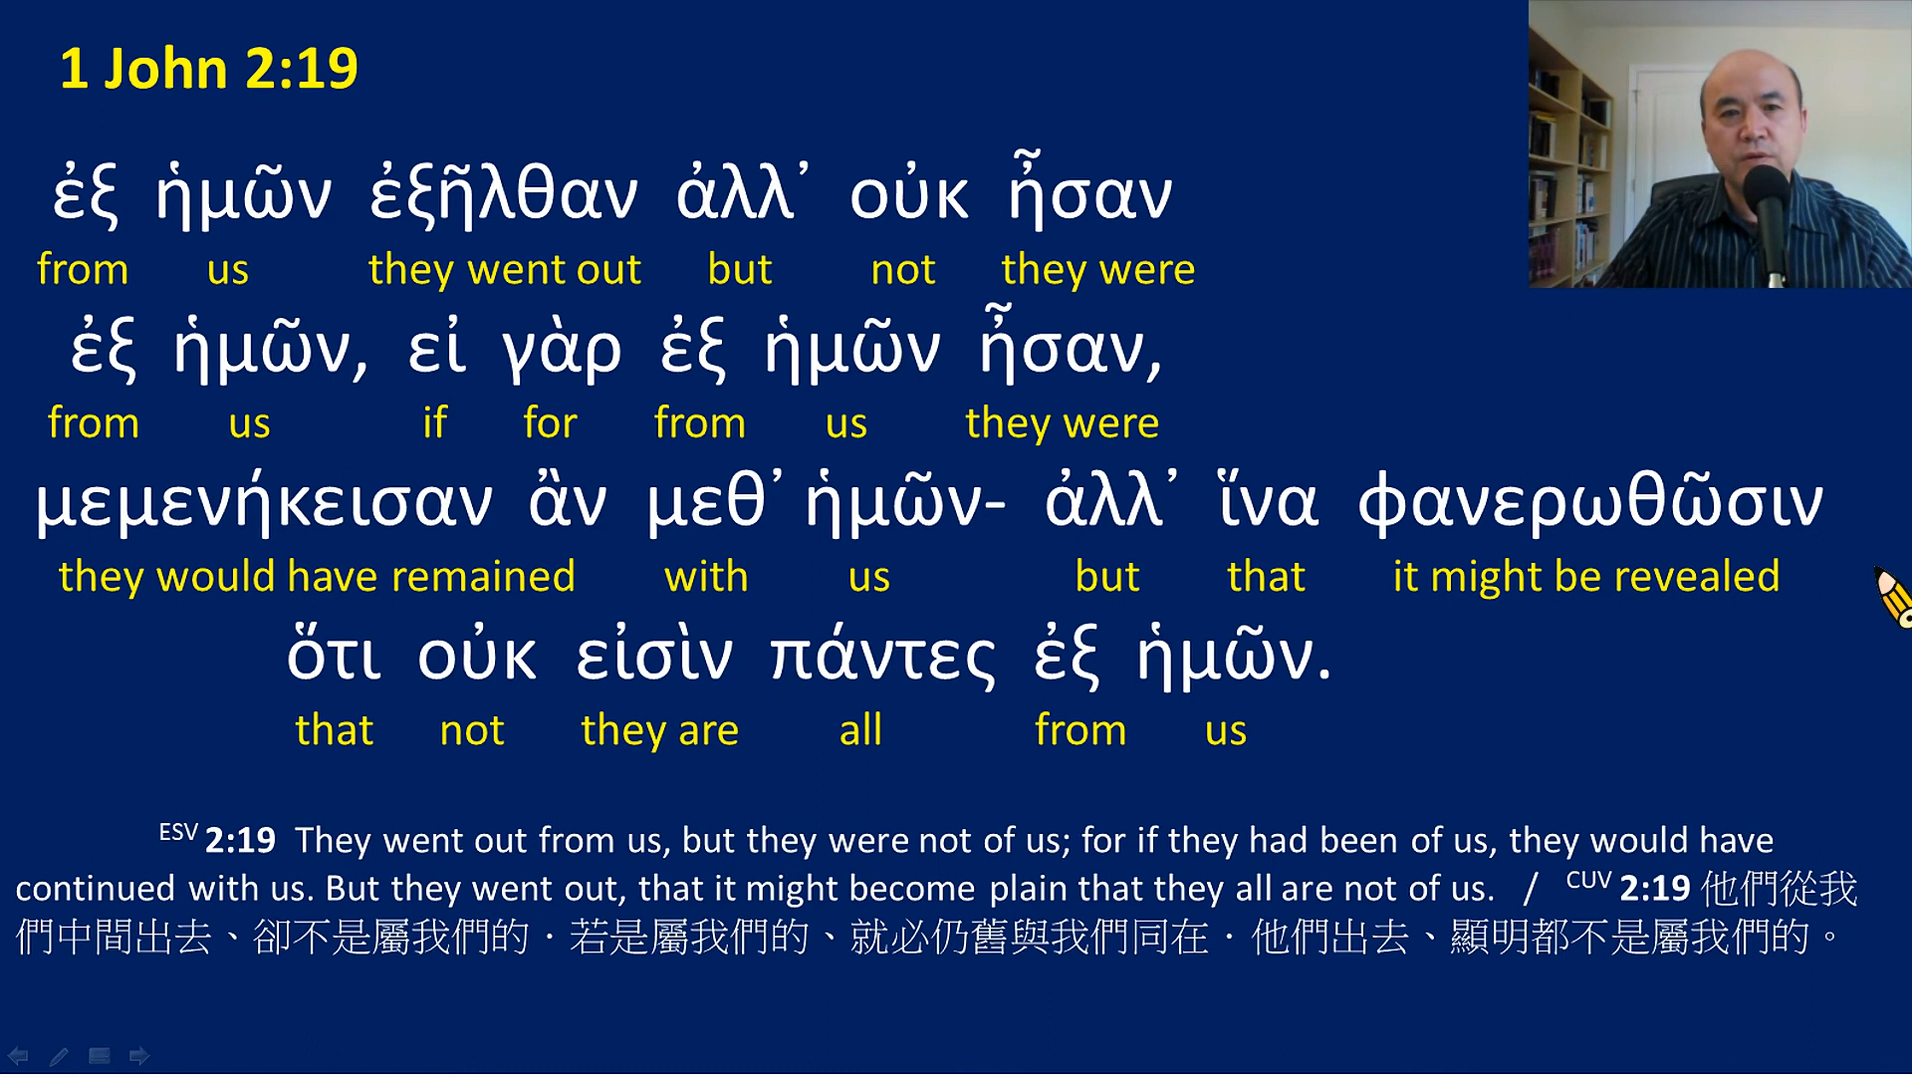 1 John 2:19
ἐξ ἡμῶν ἐξῆλθαν ἀλλ᾽ οὐκ ἦσαν
from us they went out but not they were
ἐξ ἡμῶν, εἰ γὰρ ἐξ ἡμῶν ἦσαν,
from us if for from us they were
μεμενήκεισαν ἂν μεθ᾽ ἡμῶν- ἀλλ᾽ ἵνα φανερωθῶσιν
they would have remained with us but that it might be revealed
ὅτι οὐκ εἰσὶν πάντες ἐξ ἡμῶν.
that not they are all from us
ESV 2:19 They went out from us, but they were not of us; for if they had been of us, they would have
continued with us. But they went out, that it might become plain that they all are not of us. / CUV 2:19 他們從我
們中間出去、卻不是屬我們的．若是屬我們的、就必仍舊與我們同在．他們出去、顯明都不是屬我們的。